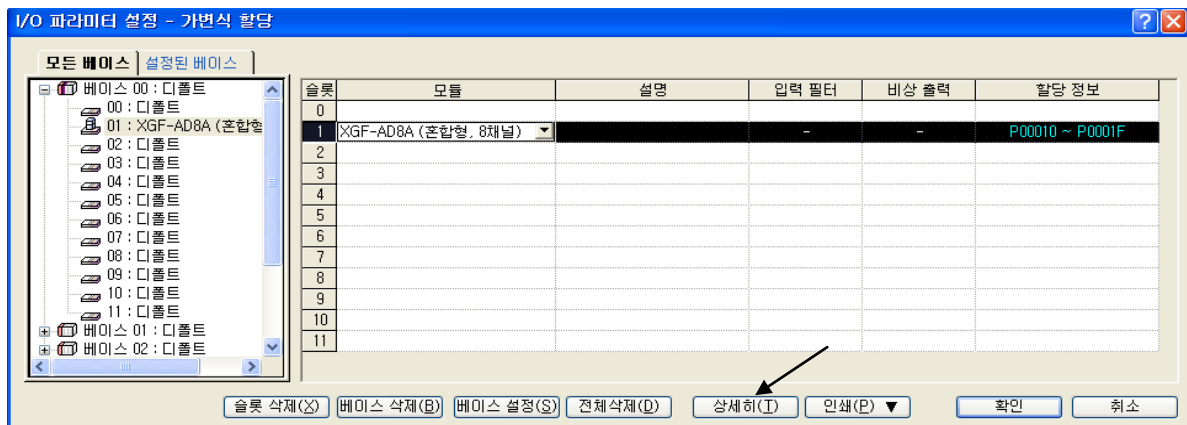 I/O 파라미터 설정 - 가변식 할당
모든 베이스 설정된 베이스
베이스 00 : 디폴트
00 : 디폴트
01 : XGF-AD8A (혼합형
02 : 디폴트
03 : 디폴트
04 : 디폴트
05 : 디폴트
06 : 디폴트
07 : 디폴트
08 : 디폴트
09 : 디폴트
10 : 디폴트
11 : 디폴트
베이스 01 : 디폴트
베이스 02 : 디폴트
슬롯 모듈 설명 입력 필터 비상 출력 할당 정보
0
1 XGF-AD8A (혼합형, 8채널) - - P00010 ~ P0001F
2
3
4
5
6
7
8
9
10
11
슬롯 삭제(X) 베이스 삭제(B) 베이스 설정(S) 전체삭제(D) 상세히(T) 인쇄(P) ▼ 확인 취소